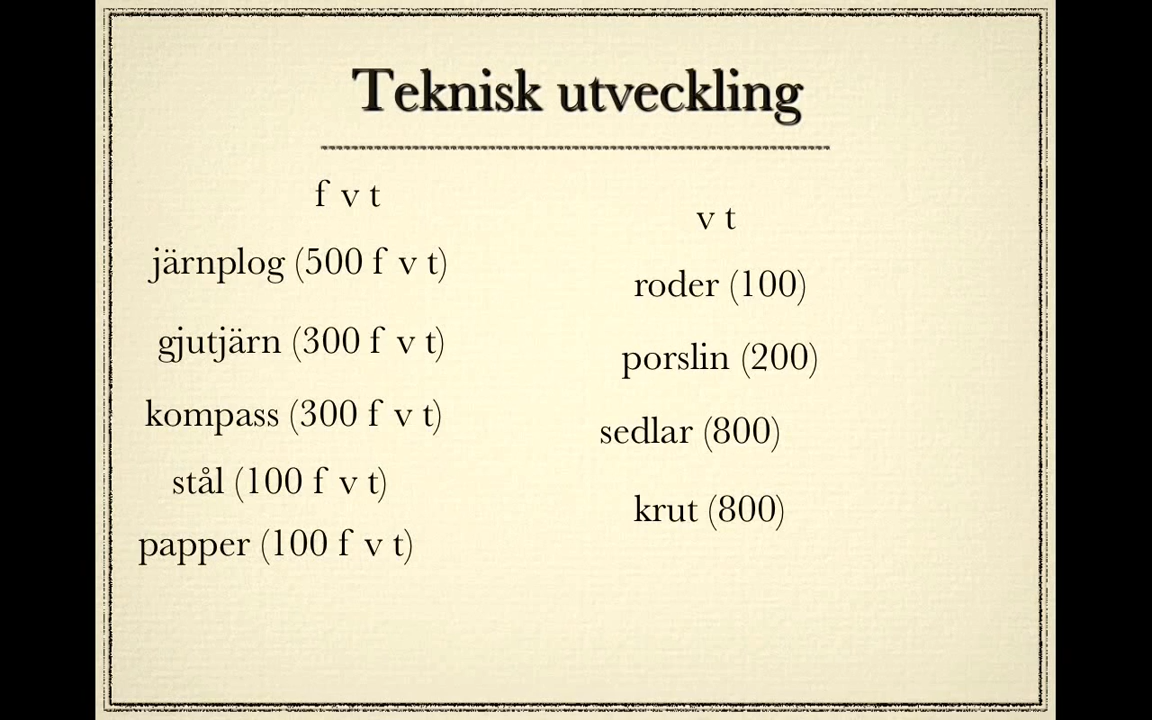 Teknisk utveckling
f v t
järnplog (500 f v t)
gjutjärn (300 f v t)
kompass (300 f v t)
stål (100 f v t)
papper (100 f v t)
v t
roder (100)
porslin (200)
sedlar (800)
krut (800)